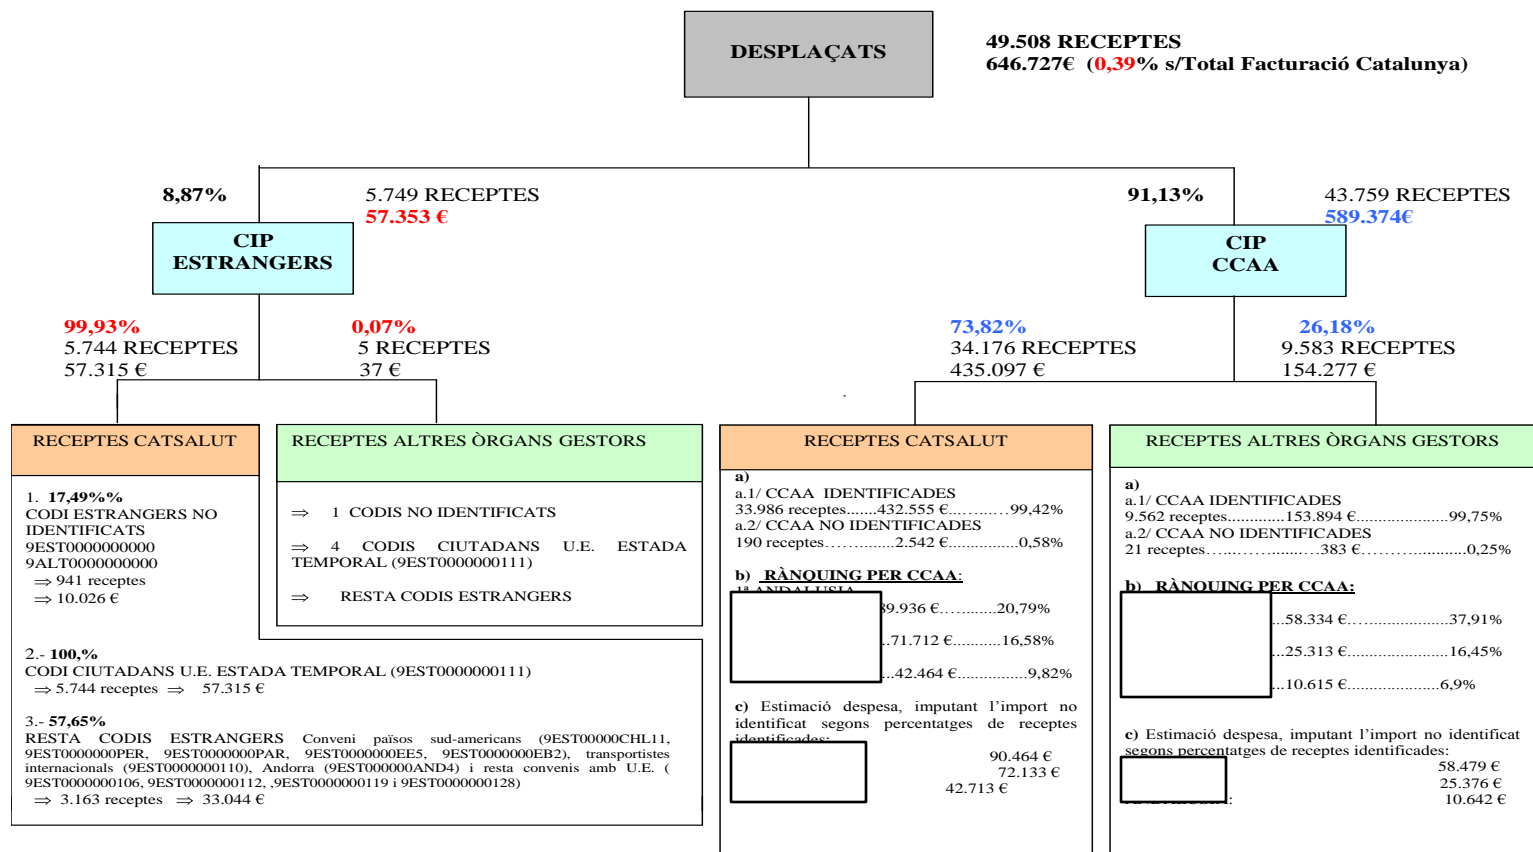 DESPLAÇATS
49.508 RECEPTES
646.727€ (0,39% s/Total Facturació Catalunya)
8,87%
5.749 RECEPTES
57.353 €
91,13%
43.759 RECEPTES
589.374€
CIP
ESTRANGERS
CIP
CCAA
99,93%
5.744 RECEPTES
57.315 €
0,07%
5 RECEPTES
37 €
73,82%
34.176 RECEPTES
435.097 €
26,18%
9.583 RECEPTES
154.277 €
RECEPTES CATSALUT
1. 17,49%%
CODI ESTRANGERS NO
IDENTIFICATS
9EST0000000000
9ALT0000000000
⇒ 941 receptes
⇒ 10.026 €
2.- 100,%
CODI CIUTADANS U.E. ESTADA TEMPORAL (9EST0000000111)
⇒ 5.744 receptes ⇒ 57.315 €
3.- 57,65%
RESTA CODIS ESTRANGERS Conveni països sud-americans (9EST00000CHL11,
9EST0000000PER, 9EST0000000PAR, 9EST0000000EE5, 9EST0000000EB2), transportistes
internacionals (9EST0000000110), Andorra (9EST000000AND4) i resta convenis amb U.E. (
9EST0000000106, 9EST0000000112, ,9EST0000000119 i 9EST0000000128)
⇒ 3.163 receptes ⇒ 33.044 €
RECEPTES ALTRES ÒRGANS GESTORS
⇒ 1 CODIS NO IDENTIFICATS
⇒ 4 CODIS CIUTADANS U.E. ESTADA
TEMPORAL (9EST0000000111)
⇒ RESTA CODIS ESTRANGERS
RECEPTES CATSALUT
a)
a.1/ CCAA IDENTIFICADES
33.986 receptes.......432.555 €...........99,42%
a.2/ CCAA NO IDENTIFICADES
190 receptes..............2.542 €................0,58%
b) RÀNQUING PER CCAA:
1ª ANDALUSIA
89.936 €...........20,79%
..71.712 €..........16,58%
...42.464 €................9,82%
c) Estimació despesa, imputant l’import no
identificat segons percentatges de receptes
identificades:
90.464 €
72.133 €
42.713 €
RECEPTES ALTRES ÒRGANS GESTORS
a)
a.1/ CCAA IDENTIFICADES
9.562 receptes............153.894 €....................99,75%
a.2/ CCAA NO IDENTIFICADES
21 receptes..................383 €....................0,25%
b) RÀNQUING PER CCAA:
...58.334 €......................37,91%
...25.313 €......................16,45%
...10.615 €.....................6,9%
c) Estimació despesa, imputant l’import no identificat
segons percentatges de receptes identificades:
58.479 €
25.376 €
10.642 €